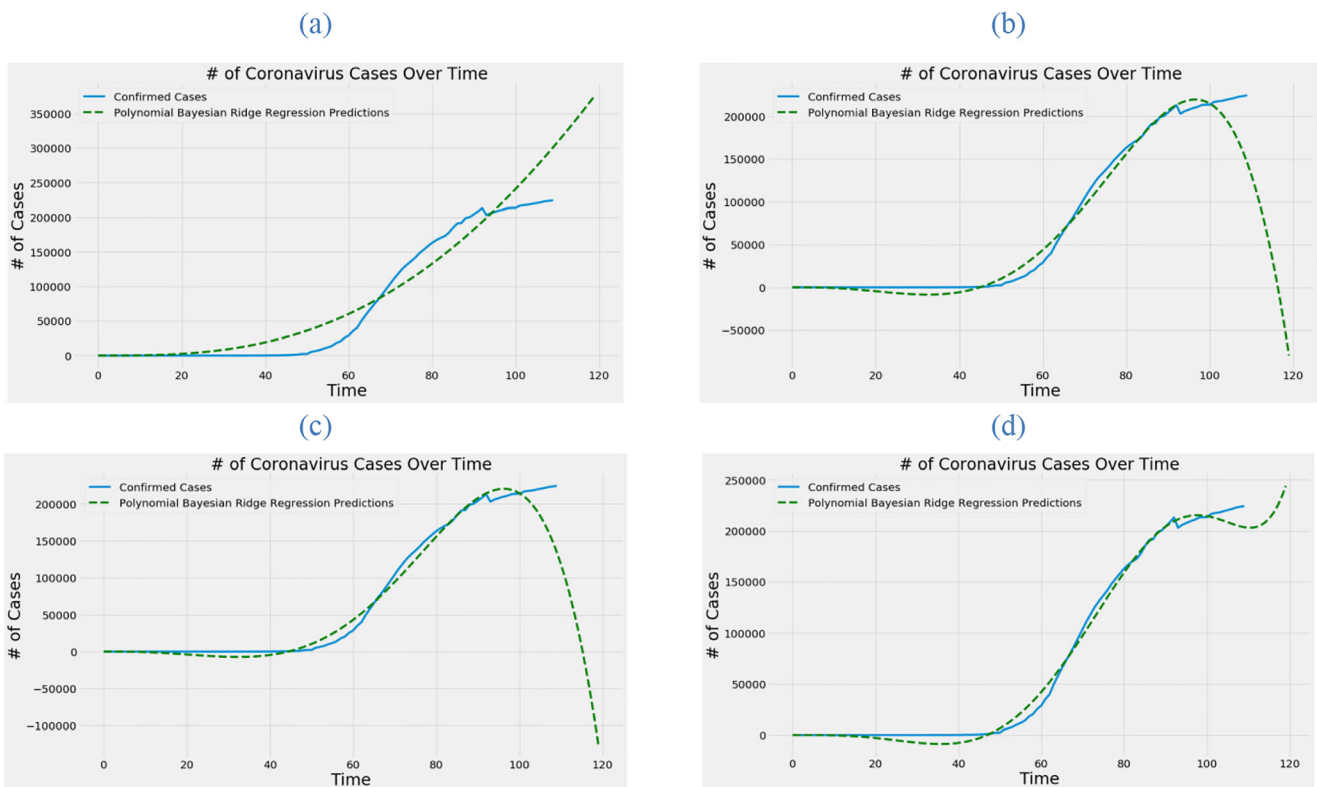 (a)
# of Coronavirus Cases Over Time
Confirmed Cases
Polynomial Bayesian Ridge Regression Predictions
# of Cases
350000
300000
250000
200000
150000
100000
50000
0
0 20 40 60 80 100 120
Time
(b)
# of Coronavirus Cases Over Time
Confirmed Cases
Polynomial Bayesian Ridge Regression Predictions
# of Cases
200000
150000
100000
50000
0
−50000
0 20 40 60 80 100 120
Time
(c)
# of Coronavirus Cases Over Time
Confirmed Cases
Polynomial Bayesian Ridge Regression Predictions
# of Cases
200000
150000
100000
50000
0
−50000
−100000
0 20 40 60 80 100 120
Time
(d)
# of Coronavirus Cases Over Time
Confirmed Cases
Polynomial Bayesian Ridge Regression Predictions
# of Cases
250000
200000
150000
100000
50000
0
0 20 40 60 80 100 120
Time